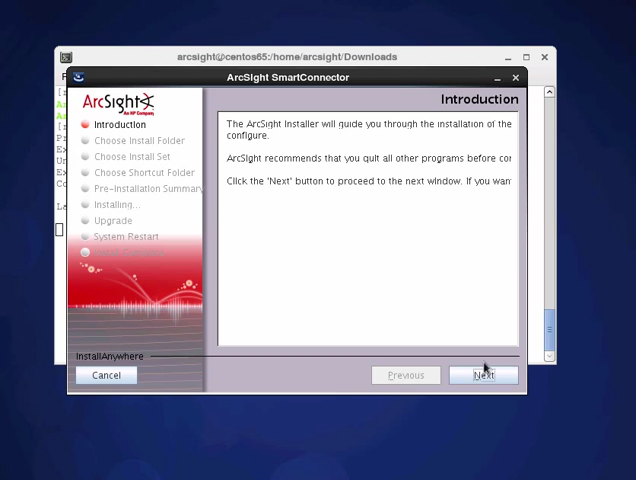 arcsight@centos65:/home/arcsight/Downloads
ArcSight SmartConnector
ArcSight
An HP Company
Introduction
Introduction
Choose Install Folder
Choose Install Set
Choose Shortcut Folder
Pre-Installation Summary
Installing...
Upgrade
System Restart
The ArcSight Installer will guide you through the installation of the
configure.
ArcSight recommends that you quit all other programs before cor
Click the 'Next' button to proceed to the next window. If you want
InstallAnywhere
Cancel
Previous
Next